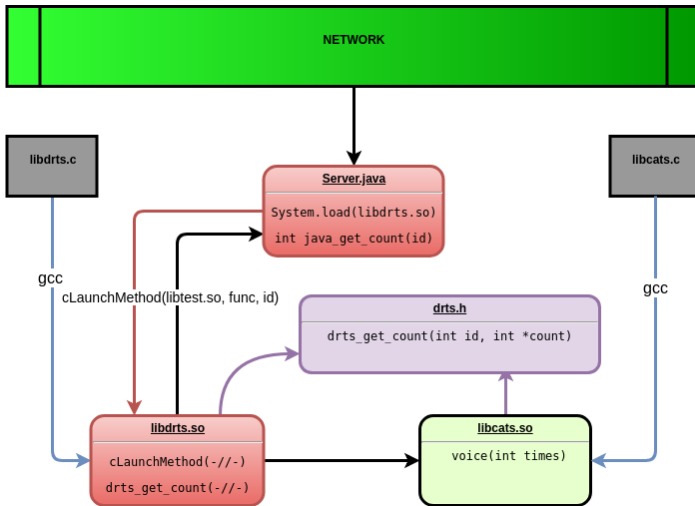 NETWORK
libdrts.c
libcats.c
Server.java
System.load(libdrts.so)
int java_get_count(id)
gcc
cLaunchMethod(libtest.so, func, id)
gcc
drts.h
drts_get_count(int id, int *count)
libdrts.so
cLaunchMethod(-//-)
drts_get_count(-//-)
libcats.so
voice(int times)